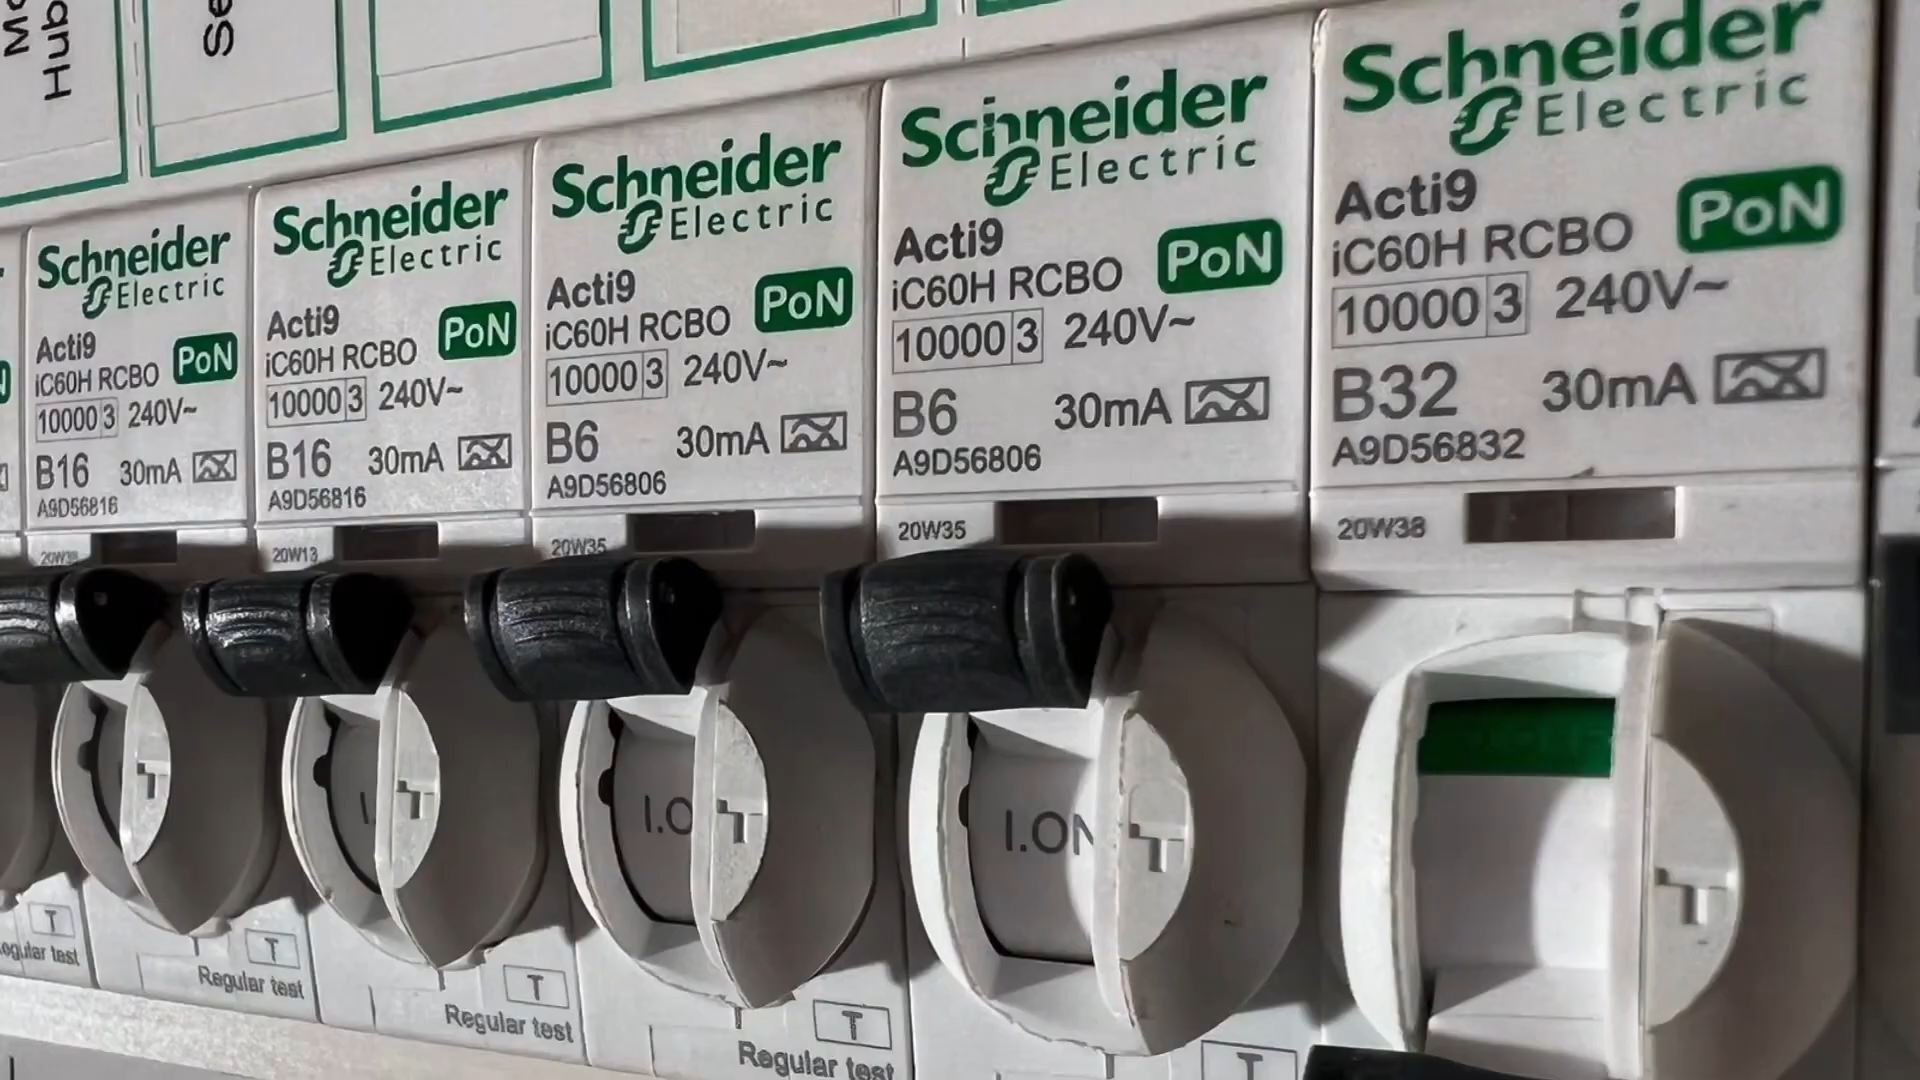 Hub
Se
Schneider
Electric
Acti9
PoN
iC60H RCBO
10000 3 240V~
B16 30mA
A9D56816
Schneider
Electric
Acti9
PoN
iC60H RCBO
10000 3 240V~
B16 30mA
A9D56816
20W13
Schneider
Electric
Acti9
PoN
iC60H RCBO
10000 3 240V~
B6 30mA
A9D56806
20W35
Schneider
Electric
Acti9
PoN
iC60H RCBO
10000 3 240V~
B6 30mA
A9D56806
20W35
Schneider
Electric
Acti9
PoN
iC60H RCBO
10000 3 240V~
B32 30mA
A9D56832
20W38
T
T
I.O
T
I.ON
T
T
T
egular test
T
Regular test
T
Regular test
T
Regular test
T